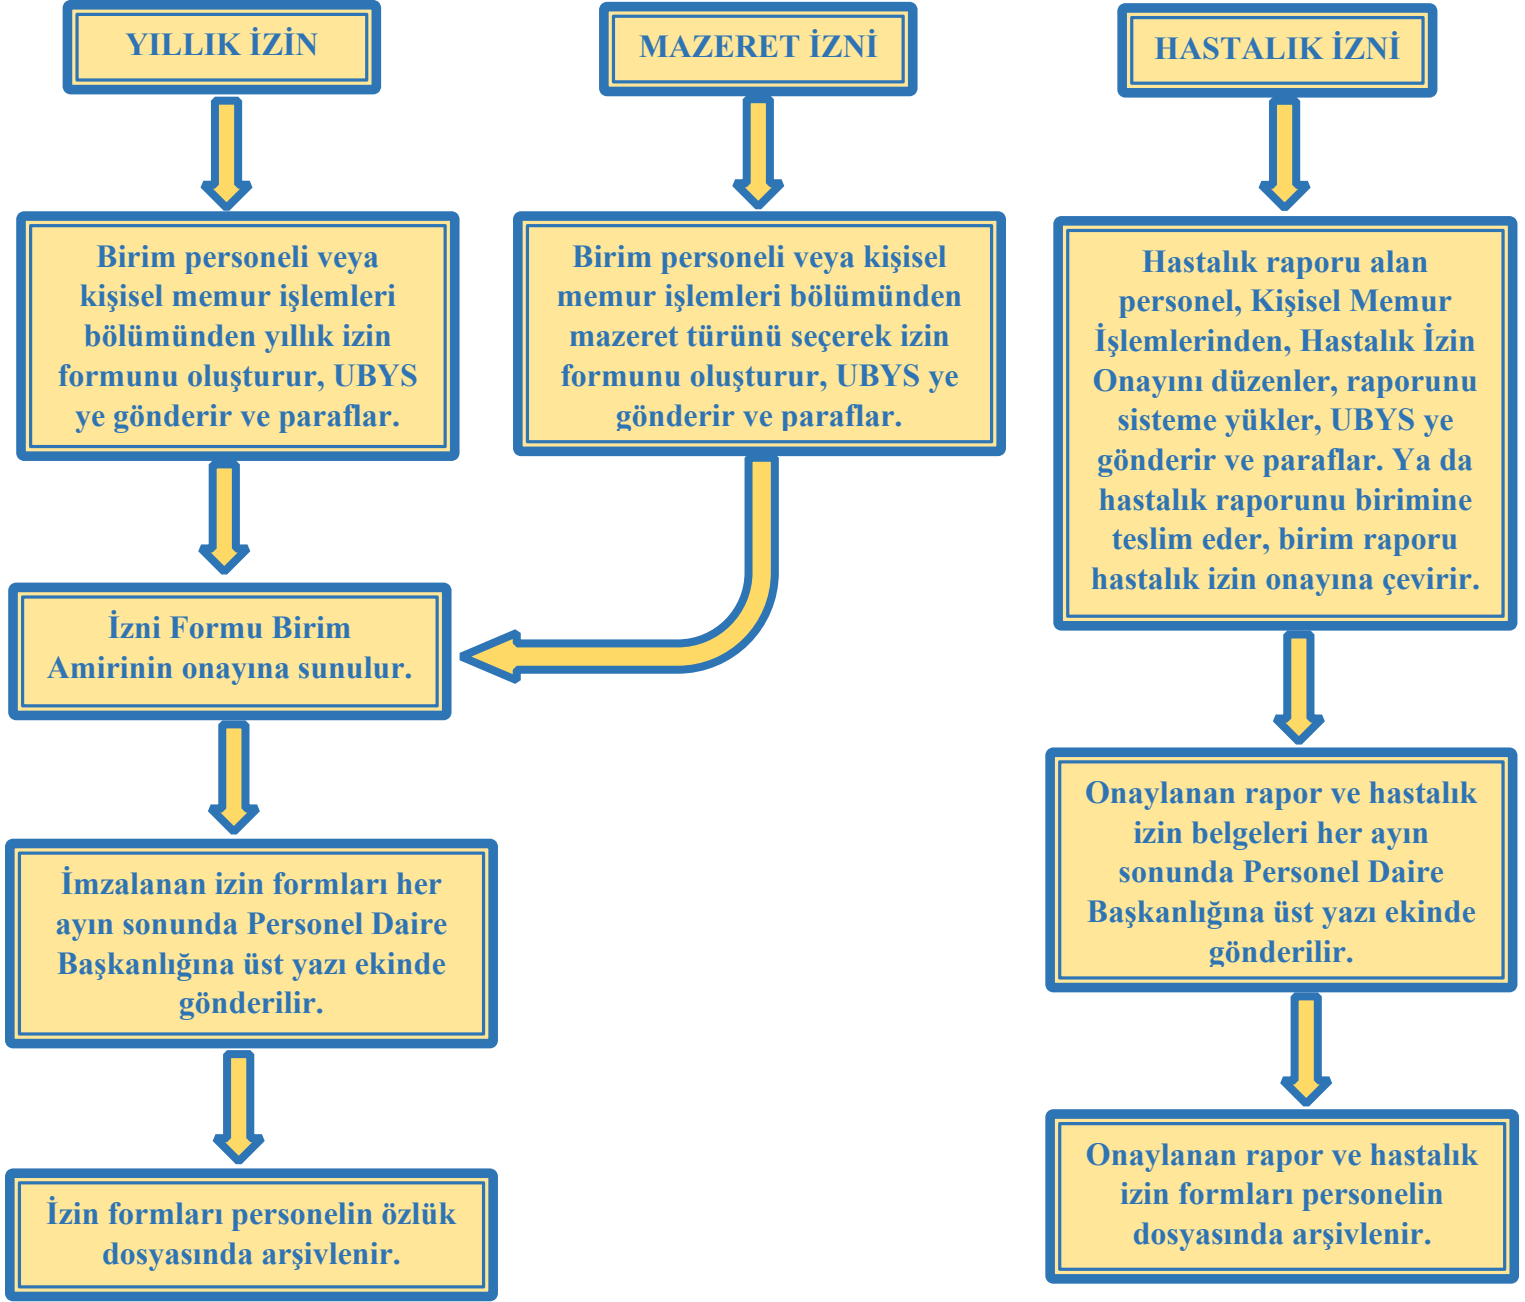 YILLIK İZİN
Birim personeli veya
kişisel memur işlemleri
bölümünden yıllık izin
formunu oluşturur, UBYS
ye gönderir ve paraflar.
İzni Formu Birim
Amirinin onayına sunulur.
İmzalanan izin formları her
ayın sonunda Personel Daire
Başkanlığına üst yazı ekinde
gönderilir.
İzin formları personelin özlük
dosyasında arşivlenir.
MAZERET İZNİ
Birim personeli veya kişisel
memur işlemleri bölümünden
mazeret türünü seçerek izin
formunu oluşturur, UBYS ye
gönderir ve paraflar.
HASTALIK İZNİ
Hastalık raporu alan
personel, Kişisel Memur
İşlemlerinden, Hastalık İzin
Onayını düzenler, raporunu
sisteme yükler, UBYS ye
gönderir ve paraflar. Ya da
hastalık raporunu birimine
teslim eder, birim raporu
hastalık izin onayına çevirir.
Onaylanan rapor ve hastalık
izin belgeleri her ayın
sonunda Personel Daire
Başkanlığına üst yazı ekinde
gönderilir.
Onaylanan rapor ve hastalık
izin formları personelin
dosyasında arşivlenir.